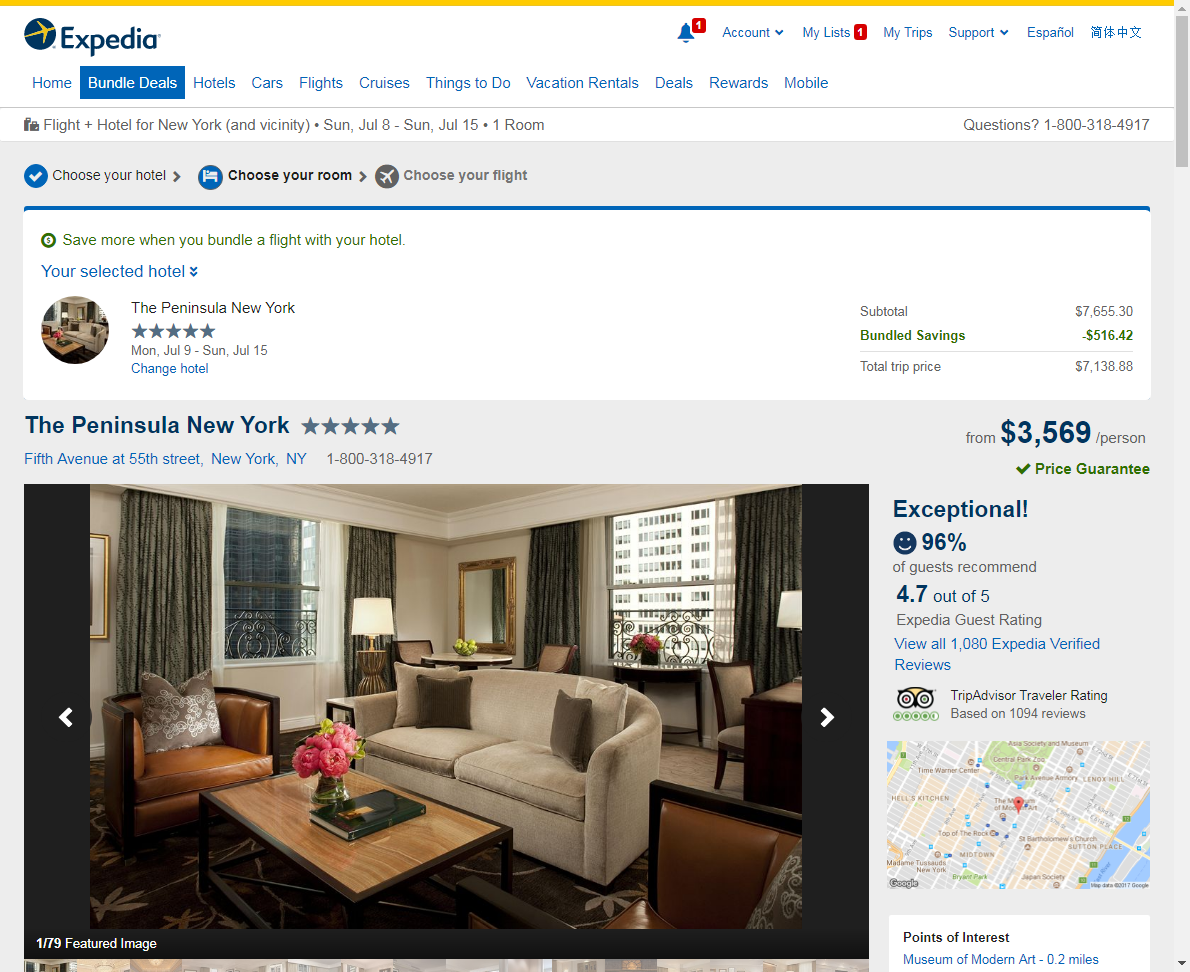 Expedia
1
Account
My Lists 1
My Trips
Support
Español
简体中文
Home
Bundle Deals
Hotels
Cars
Flights
Cruises
Things to Do
Vacation Rentals
Deals
Rewards
Mobile
Flight + Hotel for New York (and vicinity) • Sun, Jul 8 - Sun, Jul 15 • 1 Room
Questions? 1-800-318-4917
Choose your hotel
Choose your room
Choose your flight
Save more when you bundle a flight with your hotel.
Your selected hotel
The Peninsula New York
Mon, Jul 9 - Sun, Jul 15
Change hotel
Subtotal $7,655.30
Bundled Savings -$516.42
Total trip price $7,138.88
The Peninsula New York
Fifth Avenue at 55th street, New York, NY 1-800-318-4917
from $3,569 /person
Price Guarantee
1/79 Featured Image
Exceptional!
96%
of guests recommend
4.7 out of 5
Expedia Guest Rating
View all 1,080 Expedia Verified
Reviews
TripAdvisor Traveler Rating
Based on 1094 reviews
Asia Society and Museum
Central Park Zoo
Time Warner Center
Park Avenue Armory
LENOX HILL
HELL'S KITCHEN
The Museum
of Modern Art
Top of The Rock
St Bartholomew's Church
SUTTON PLACE
MIDTOWN
Madame Tussauds
New York
Bryant Park
Japan Society
Google
Map data ©2017 Google
Points of Interest
Museum of Modern Art - 0.2 miles